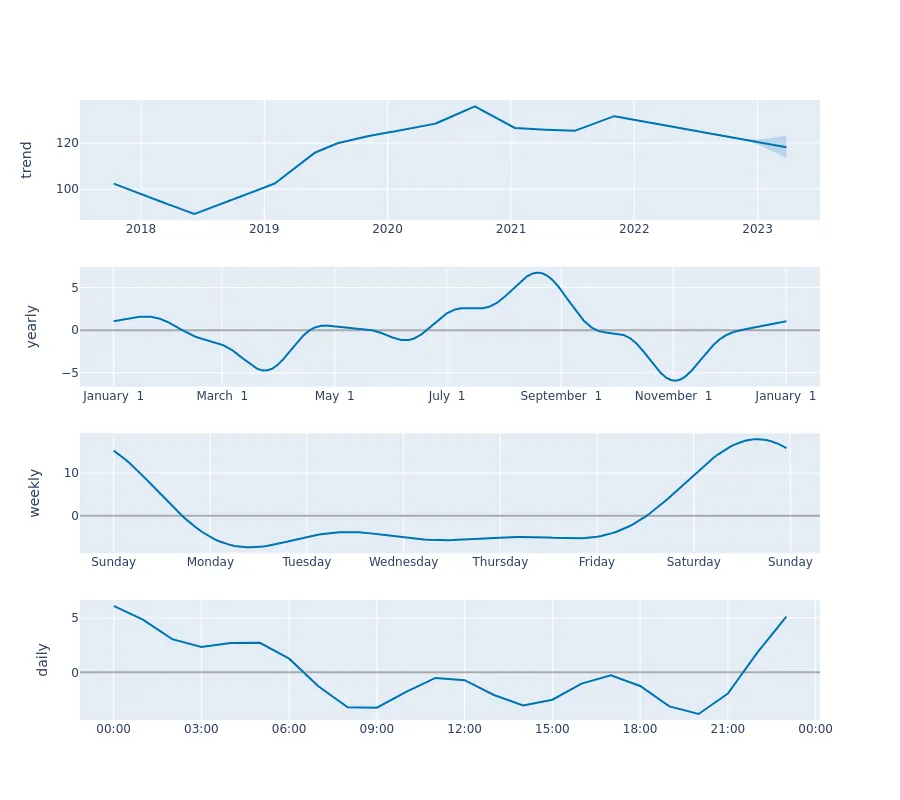 trend
120
100
2018 2019 2020 2021 2022 2023
yearly
5
0
−5
January 1 March 1 May 1 July 1 September 1 November 1 January 1
weekly
10
0
Sunday Monday Tuesday Wednesday Thursday Friday Saturday Sunday
daily
5
0
00:00 03:00 06:00 09:00 12:00 15:00 18:00 21:00 00:00